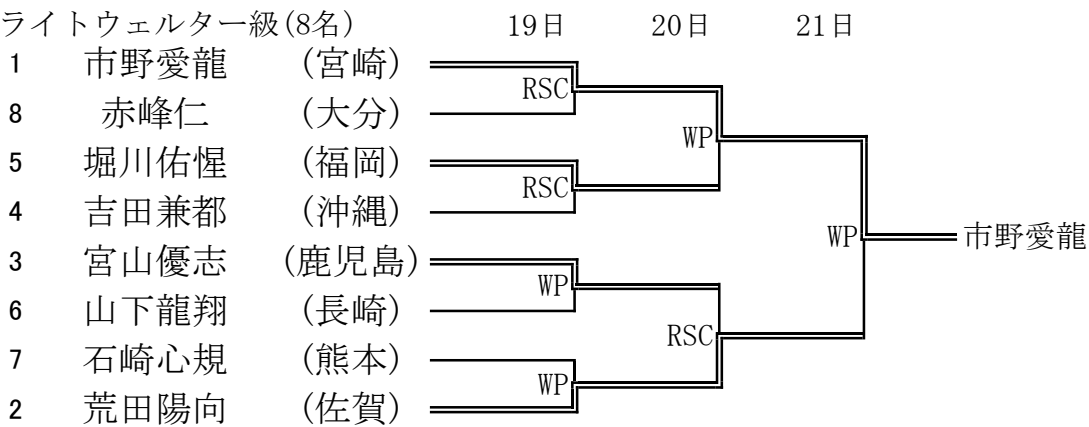 ライトウェルター級(8名) 19日 20日 21日
1 市野愛龍 (宮崎)
RSC
8 赤峰仁 (大分)
WP
5 堀川佑惺 (福岡)
RSC
4 吉田兼都 (沖縄)
WP 市野愛龍
3 宮山優志 (鹿児島)
WP
6 山下龍翔 (長崎)
RSC
7 石崎心規 (熊本)
WP
2 荒田陽向 (佐賀)